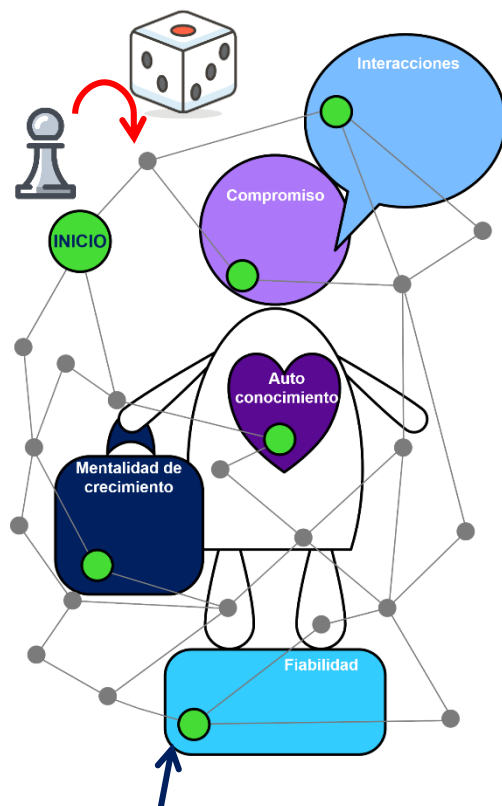 Interacciones
Compromiso
INICIO
Auto
conocimiento
Mentalidad de
crecimiento
Fiabilidad